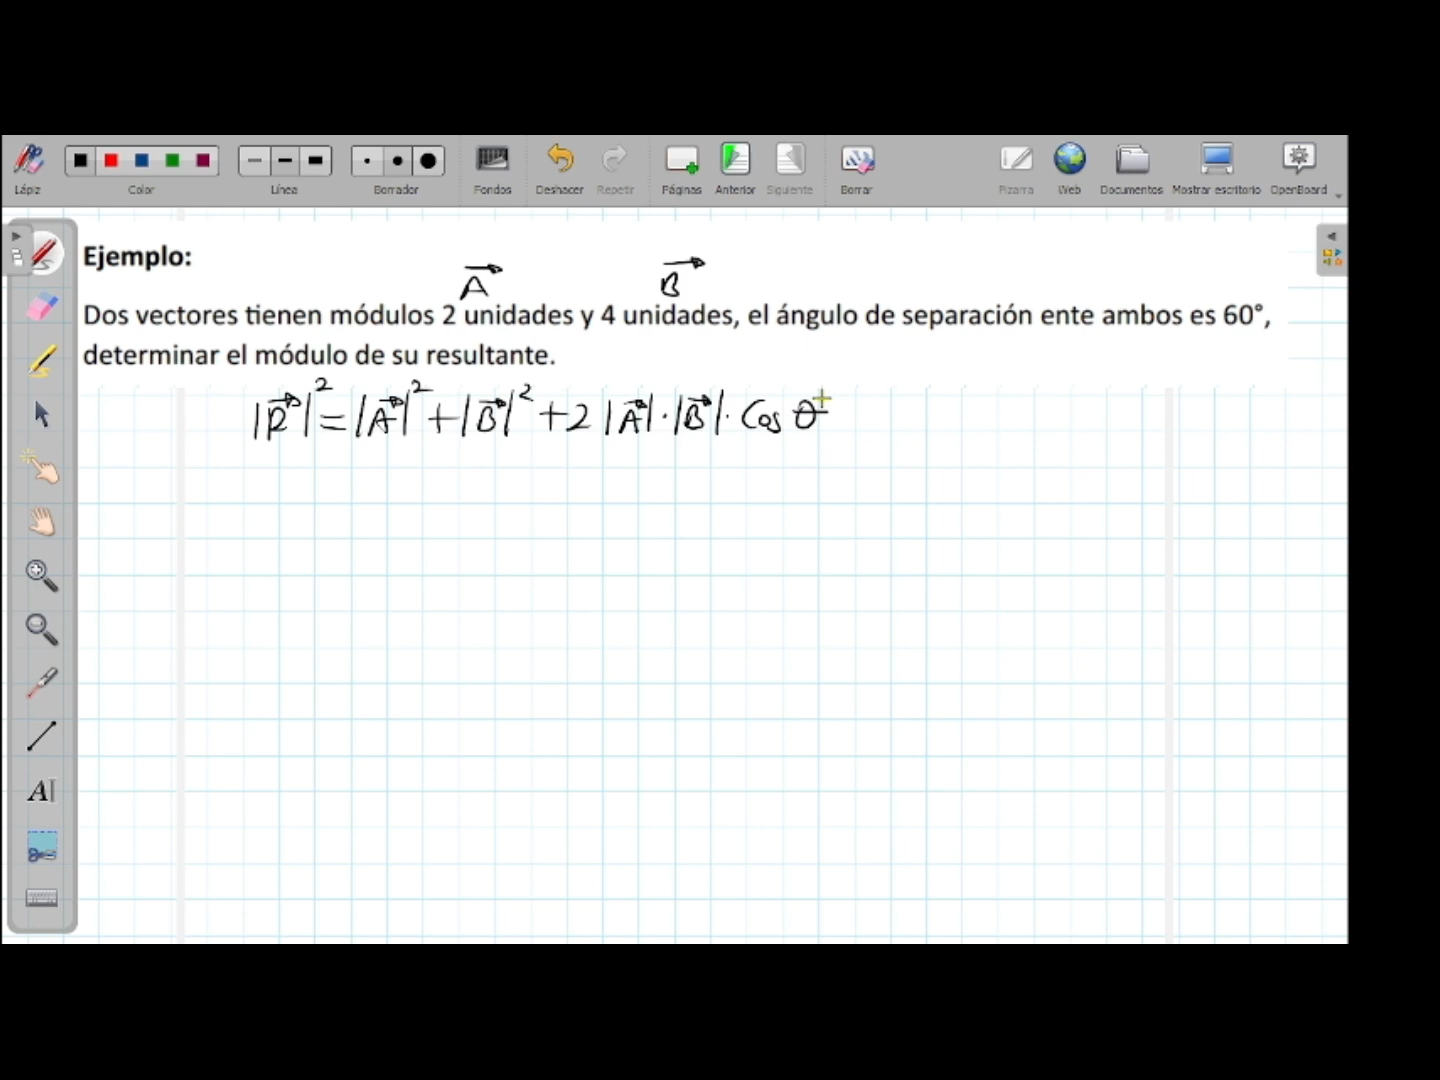 Lápiz Color Línea Borrador Fondos Deshacer Repetir Páginas Anterior Siguiente Borrar Pizarra Web Documentos Mostrar escritorio OpenBoard
Ejemplo:
A⃗ B⃗
Dos vectores tienen módulos 2 unidades y 4 unidades, el ángulo de separación ente ambos es 60°,
determinar el módulo de su resultante.
|R⃗|² = |A⃗|² + |B⃗|² + 2 |A⃗| · |B⃗| · Cos θ
A